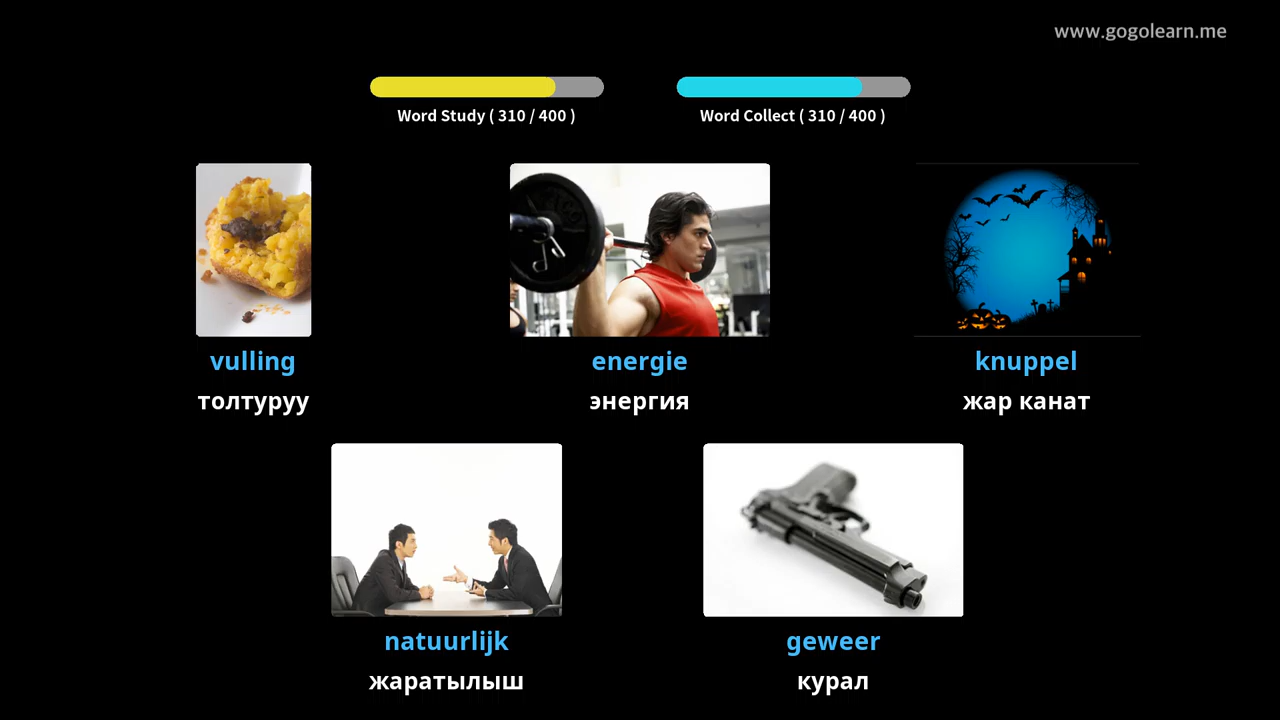 www.gogolearn.me
Word Study ( 310 / 400 )
Word Collect ( 310 / 400 )
vulling
толтуруу
energie
энергия
knuppel
жар канат
natuurlijk
жаратылыш
geweer
курал